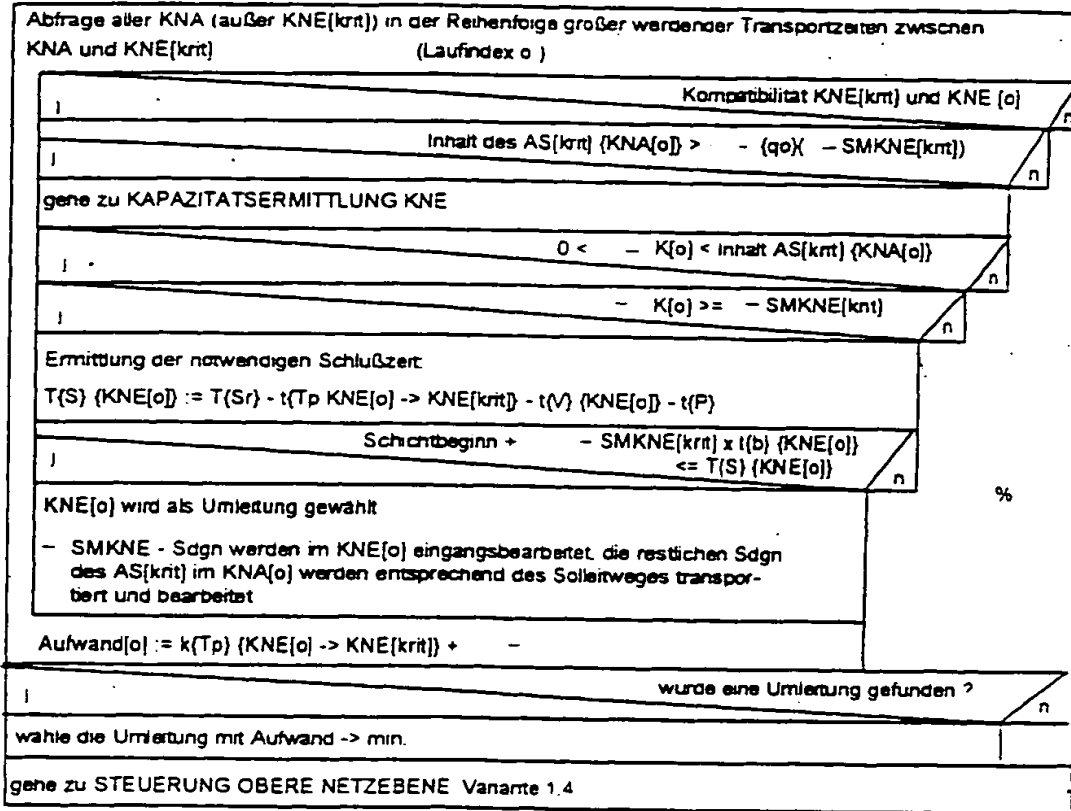 Abfrage aller KNA (außer KNE[krit]) in der Reihenfolge großer werdender Transportzeiten zwischen
KNA und KNE[krit] (Laufindex o )
Kompatibilitat KNE[krit] und KNE [o]
j n
Inhalt des AS[krit] {KNA[o]} > - {qo}( - SMKNE[krit])
j n
gehe zu KAPAZITATSERMITTLUNG KNE
0 < - K[o] < Inhalt AS[krit] {KNA[o]}
j n
- K[o] >= - SMKNE[krit]
j n
Ermittlung der notwendigen Schlußzeit:
T{S} {KNE[o]} := T{Sr} - t{Tp KNE[o] -> KNE[krit]} - t{V} {KNE[o]} - t{P}
Schichtbeginn + - SMKNE[krit] x t{b} {KNE[o]}
<= T{S} {KNE[o]}
j n
%
KNE[o] wird als Umleitung gewählt
- SMKNE - Sdgn werden im KNE[o] eingangsbearbeitet, die restlichen Sdgn
des AS[krit] im KNA[o] werden entsprechend des Solleitweges transpor-
tiert und bearbeitet
Aufwand[o] := k{Tp} {KNE[o] -> KNE[krit]} + -
wurde eine Umleitung gefunden ?
j n
wahle die Umleitung mit Aufwand -> min.
gehe zu STEUERUNG OBERE NETZEBENE Variante 1.4